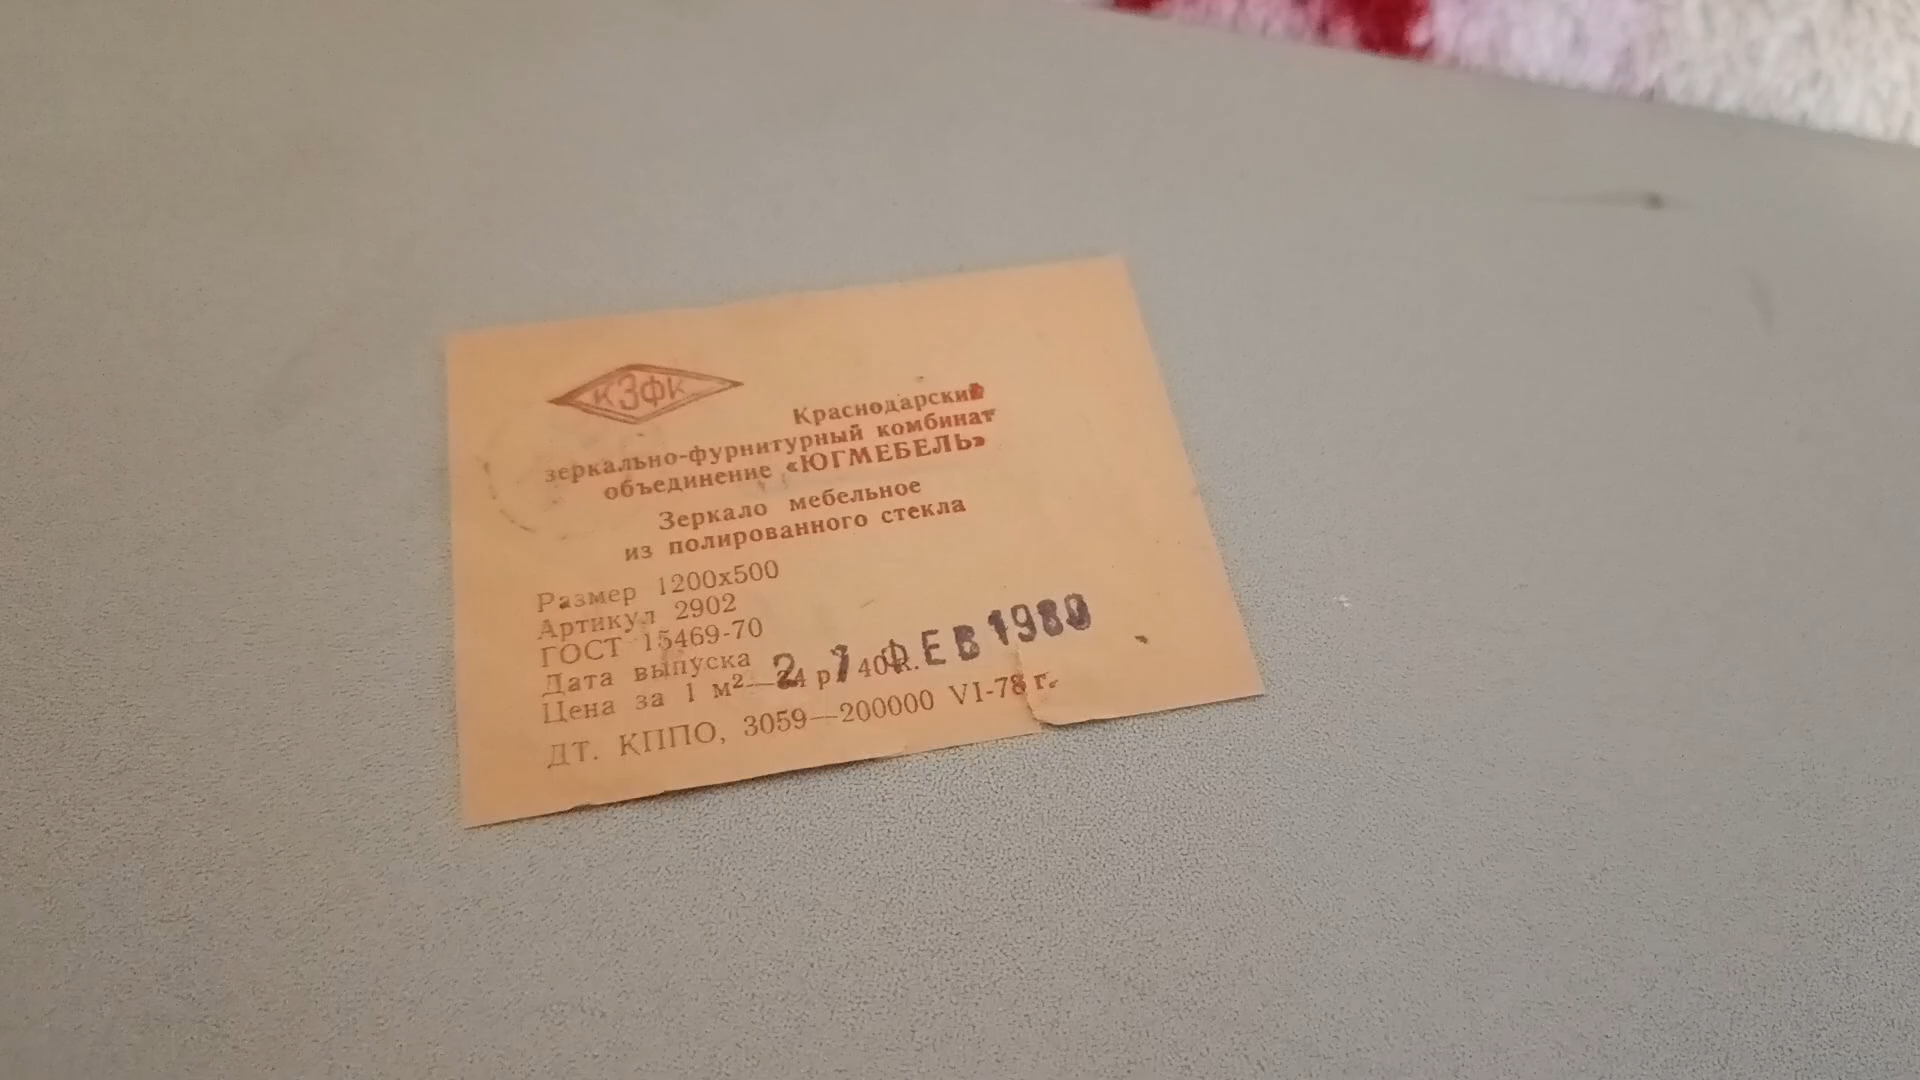 КЗФК
Краснодарский
зеркально-фурнитурный комбинат
объединение «ЮГМЕБЕЛЬ»
Зеркало мебельное
из полированного стекла
Размер 1200х500
Артикул 2902
ГОСТ 15469-70
Дата выпуска 27 ФЕВ 1980
Цена за 1 м²—24 р. 40 к.
ДТ. КППО, 3059—200000 VI-78 г.